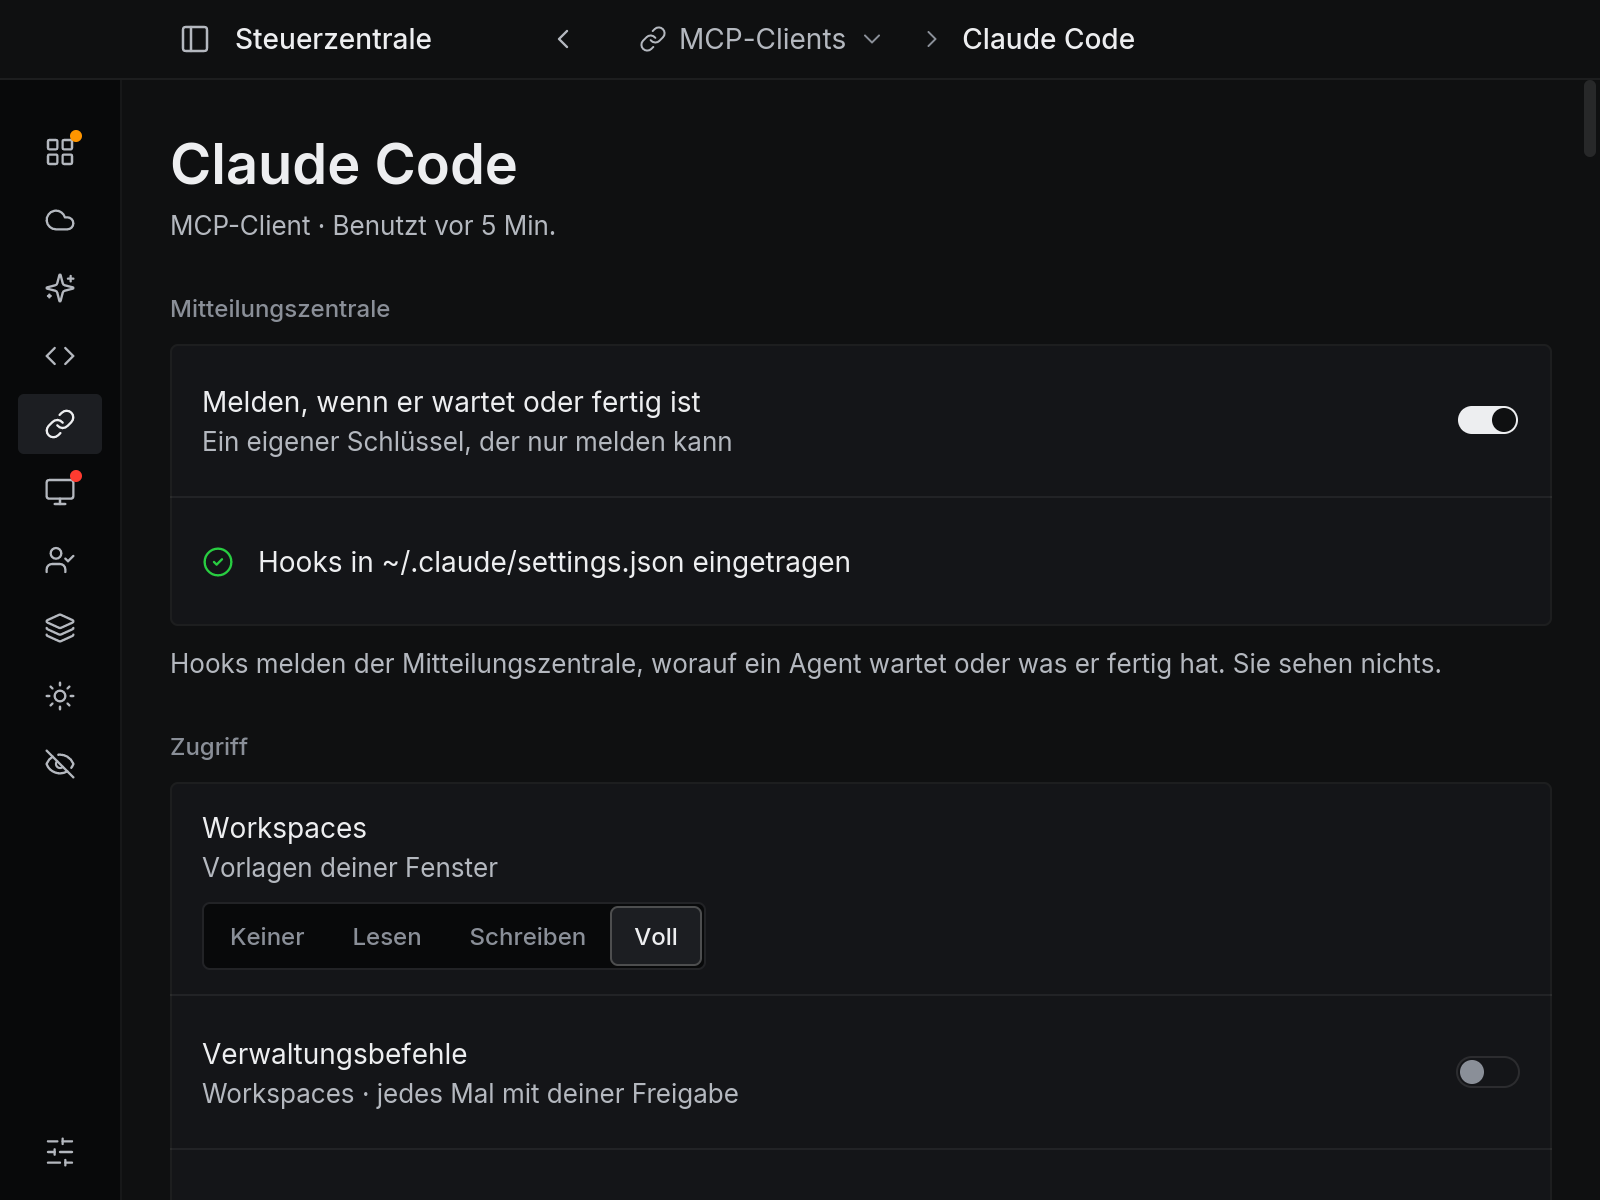 Steuerzentrale
MCP-Clients
Claude Code
Claude Code
MCP-Client · Benutzt vor 5 Min.
Mitteilungszentrale
Melden, wenn er wartet oder fertig ist
Ein eigener Schlüssel, der nur melden kann
Hooks in ~/.claude/settings.json eingetragen
Hooks melden der Mitteilungszentrale, worauf ein Agent wartet oder was er fertig hat. Sie sehen nichts.
Zugriff
Workspaces
Vorlagen deiner Fenster
Keiner Lesen Schreiben Voll
Verwaltungsbefehle
Workspaces · jedes Mal mit deiner Freigabe